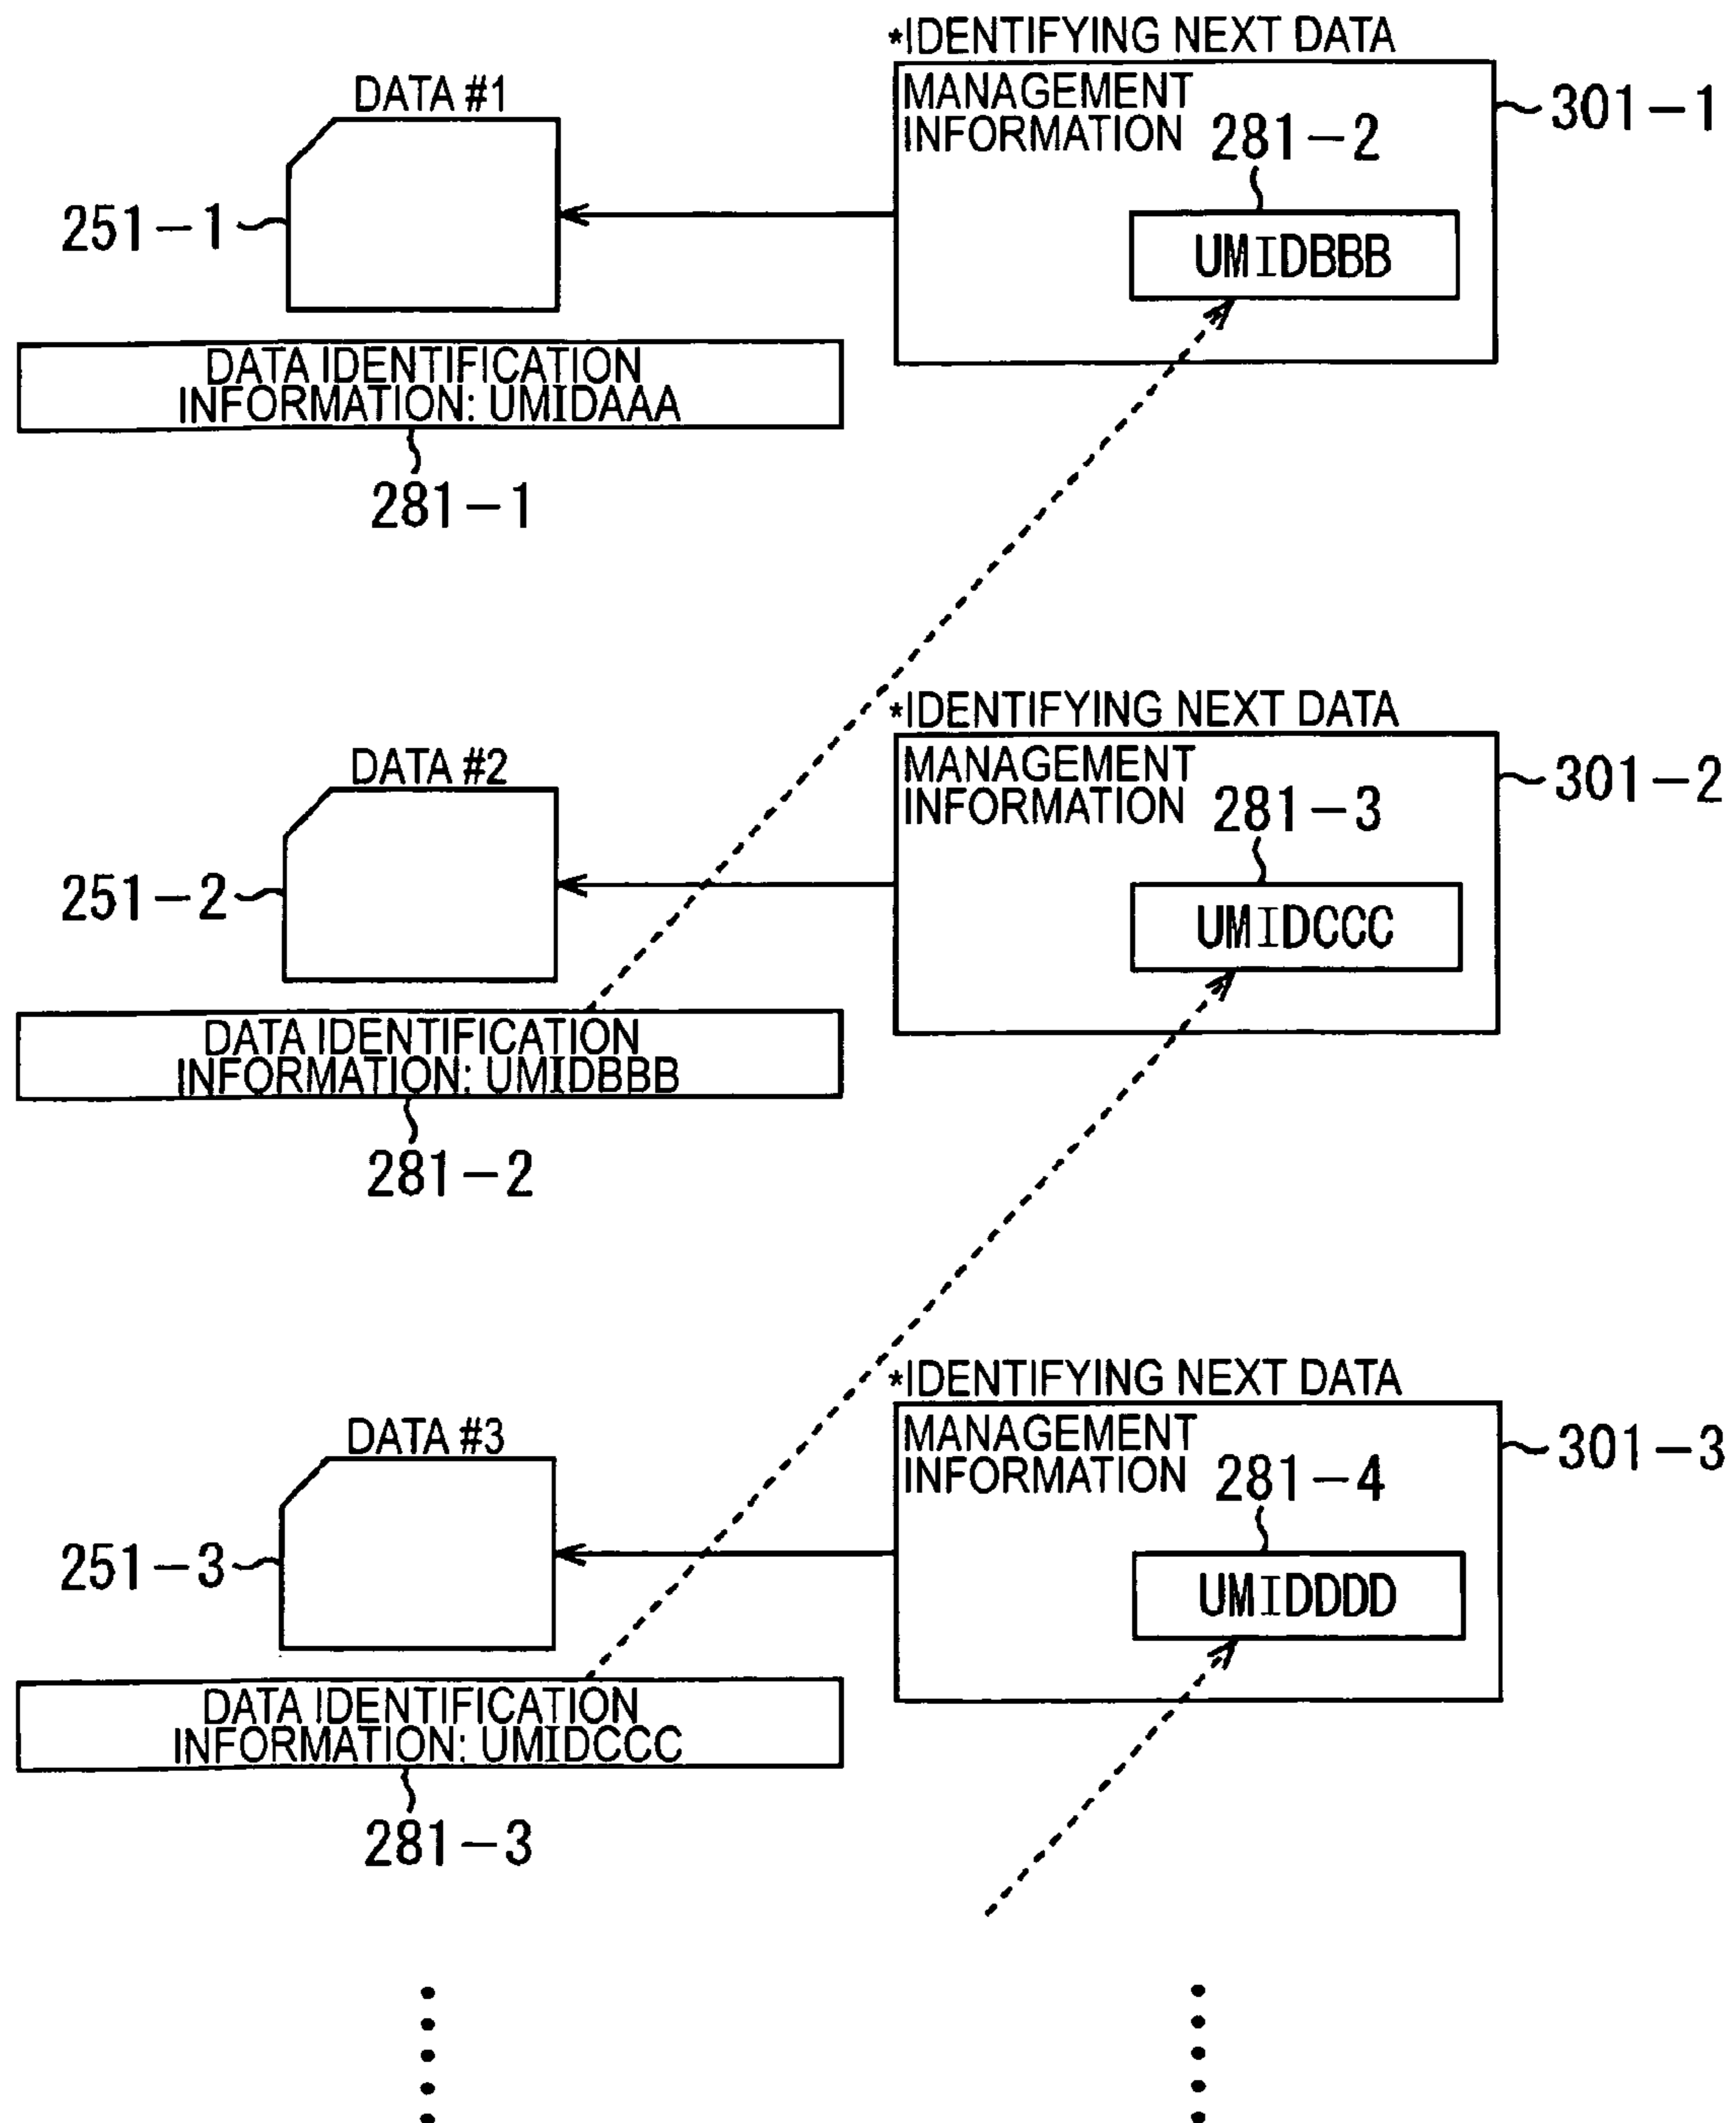 *IDENTIFYING NEXT DATA
DATA #1
MANAGEMENT
INFORMATION
301-1
281-2
251-1
UMIDBBB
DATA IDENTIFICATION
INFORMATION: UMIDAAA
281-1
*IDENTIFYING NEXT DATA
DATA #2
MANAGEMENT
INFORMATION
301-2
281-3
251-2
UMIDCCC
DATA IDENTIFICATION
INFORMATION: UMIDBBB
281-2
*IDENTIFYING NEXT DATA
DATA #3
MANAGEMENT
INFORMATION
301-3
281-4
251-3
UMIDDDD
DATA IDENTIFICATION
INFORMATION: UMIDCCC
281-3